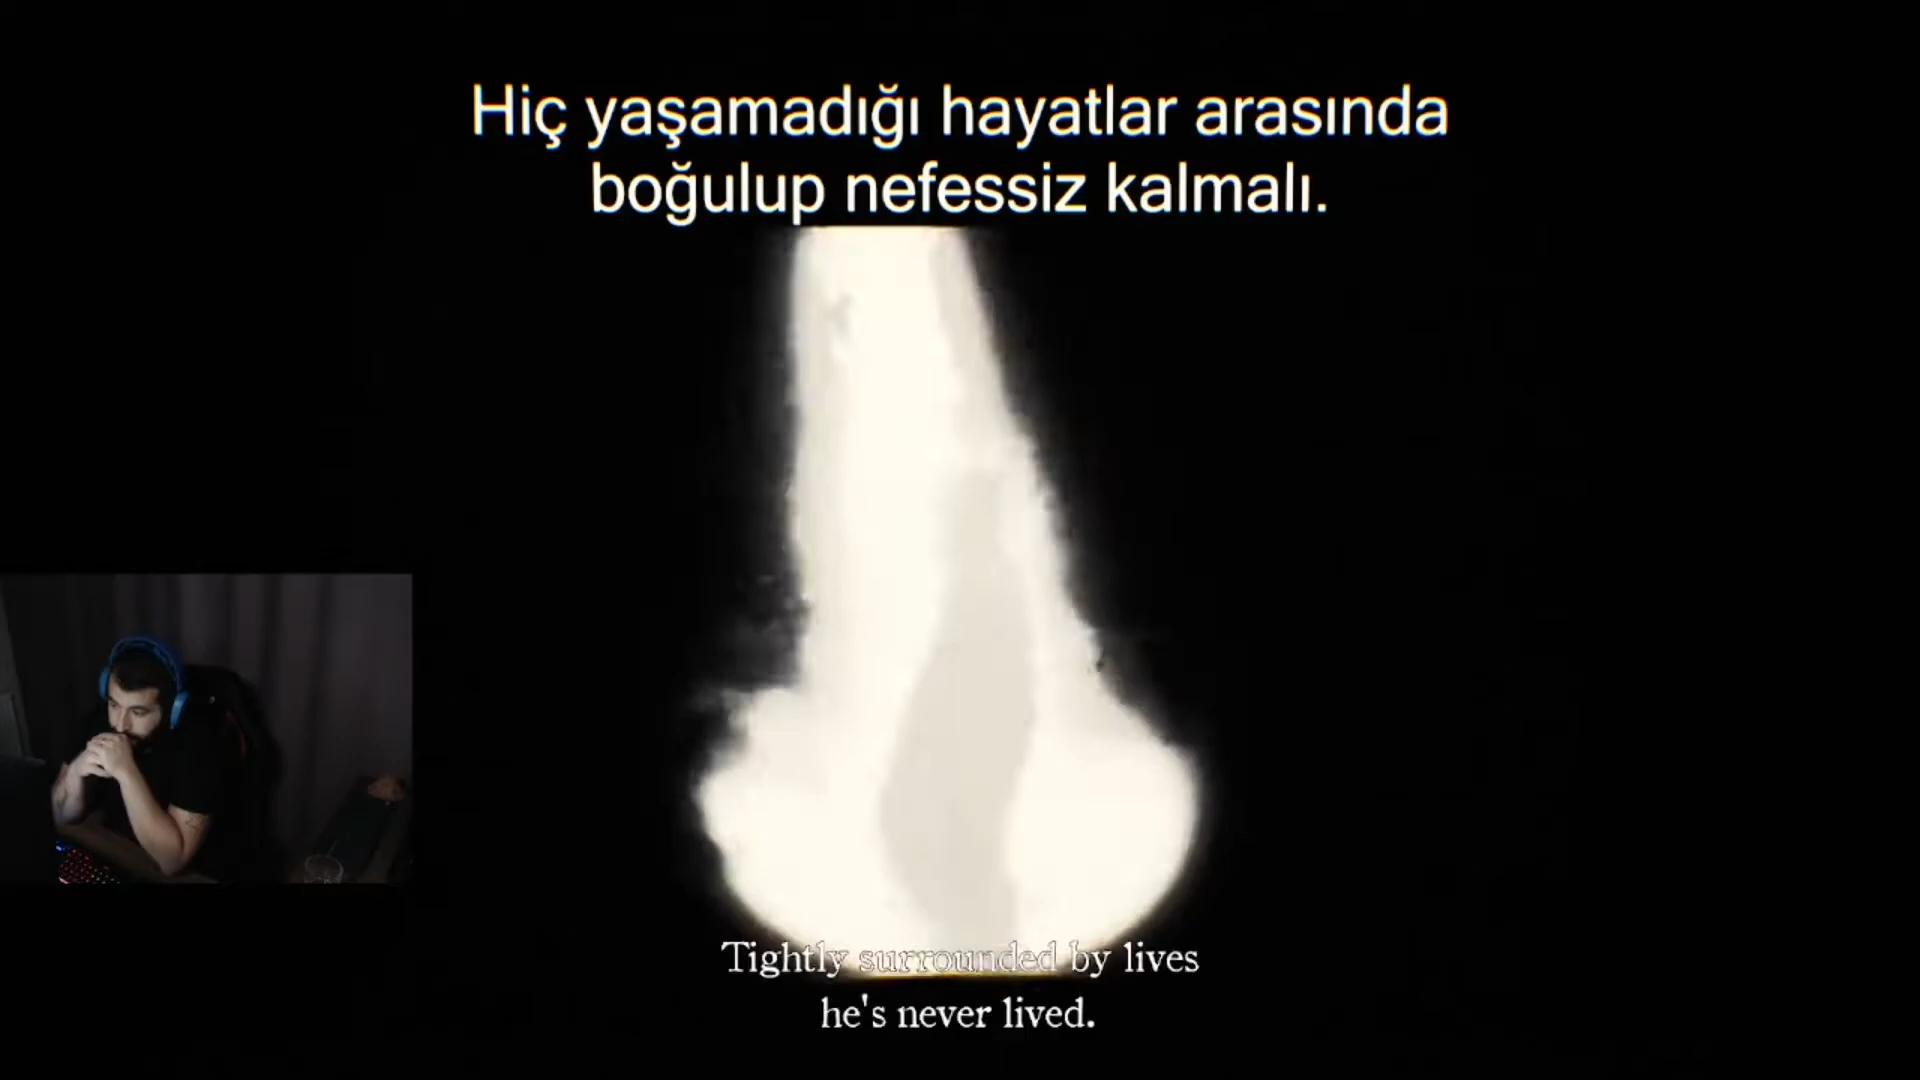 Hiç yaşamadığı hayatlar arasında
boğulup nefessiz kalmalı.
Tightly surrounded by lives
he's never lived.